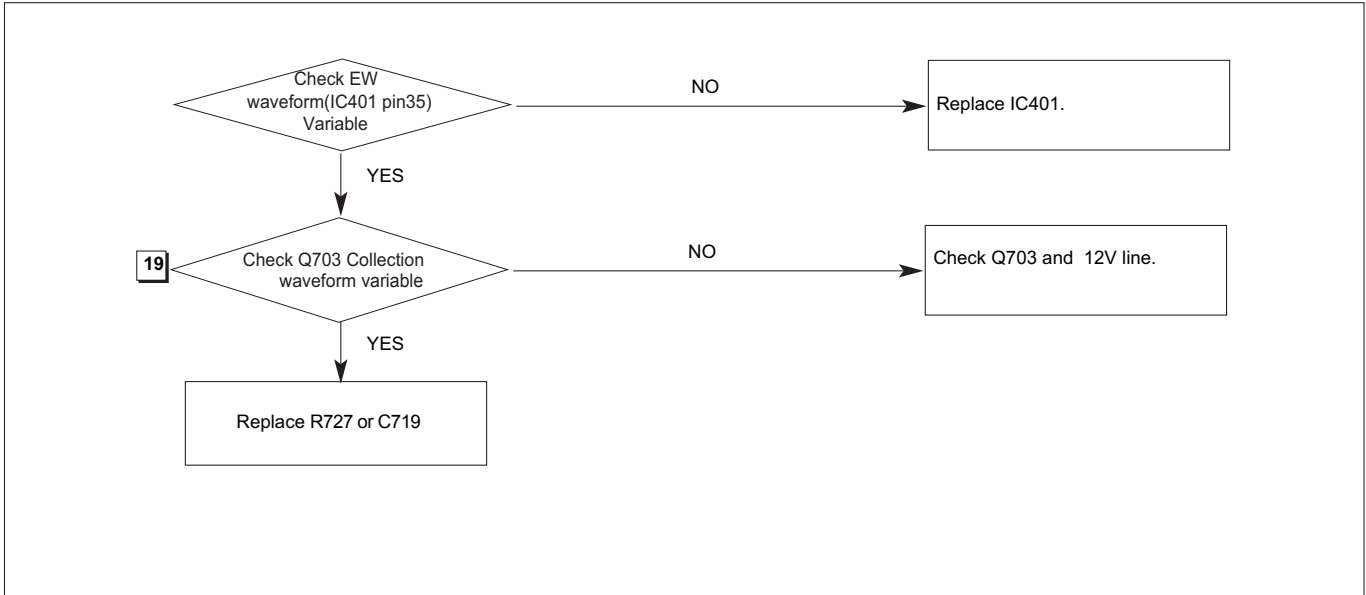 Check EW
waveform(IC401 pin35)
Variable
NO
Replace IC401.
YES
19
Check Q703 Collection
waveform variable
NO
Check Q703 and 12V line.
YES
Replace R727 or C719